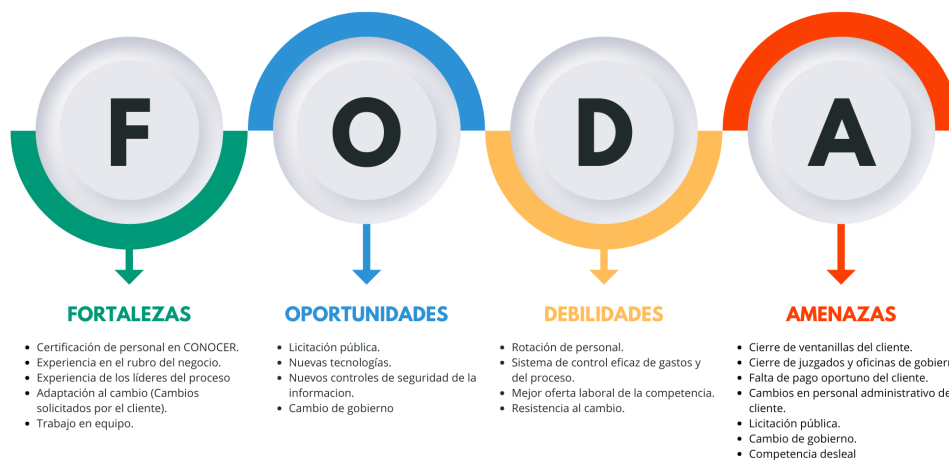 F
O
D
A
FORTALEZAS
• Certificación de personal en CONOCER.
• Experiencia en el rubro del negocio.
• Experiencia de los líderes del proceso
• Adaptación al cambio (Cambios
solicitados por el cliente).
• Trabajo en equipo.
OPORTUNIDADES
• Licitación pública.
• Nuevas tecnologías.
• Nuevos controles de seguridad de la
informacion.
• Cambio de gobierno
DEBILIDADES
• Rotación de personal.
• Sistema de control eficaz de gastos y
del proceso.
• Mejor oferta laboral de la competencia.
• Resistencia al cambio.
AMENAZAS
• Cierre de ventanillas del cliente.
• Cierre de juzgados y oficinas de gobiern
• Falta de pago oportuno del cliente.
• Cambios en personal administrativo de
cliente.
• Licitación pública.
• Cambio de gobierno.
• Competencia desleal